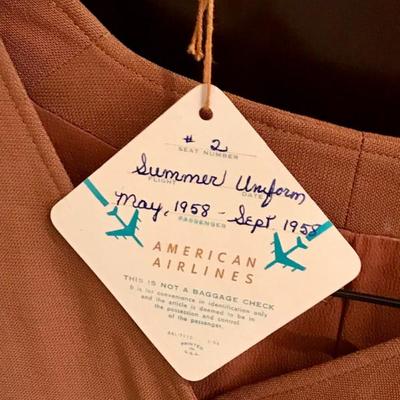 # 2
SEAT NUMBER
Summer Uniform
FLIGHT DATE
May, 1958 - Sept. 1958
PASSENGER
AMERICAN
AIRLINES
THIS IS NOT A BAGGAGE CHECK
It is for convenience in identification only
and the article is deemed to be in
the possession and control
of the passenger.
PRINTED IN
U.S.A.